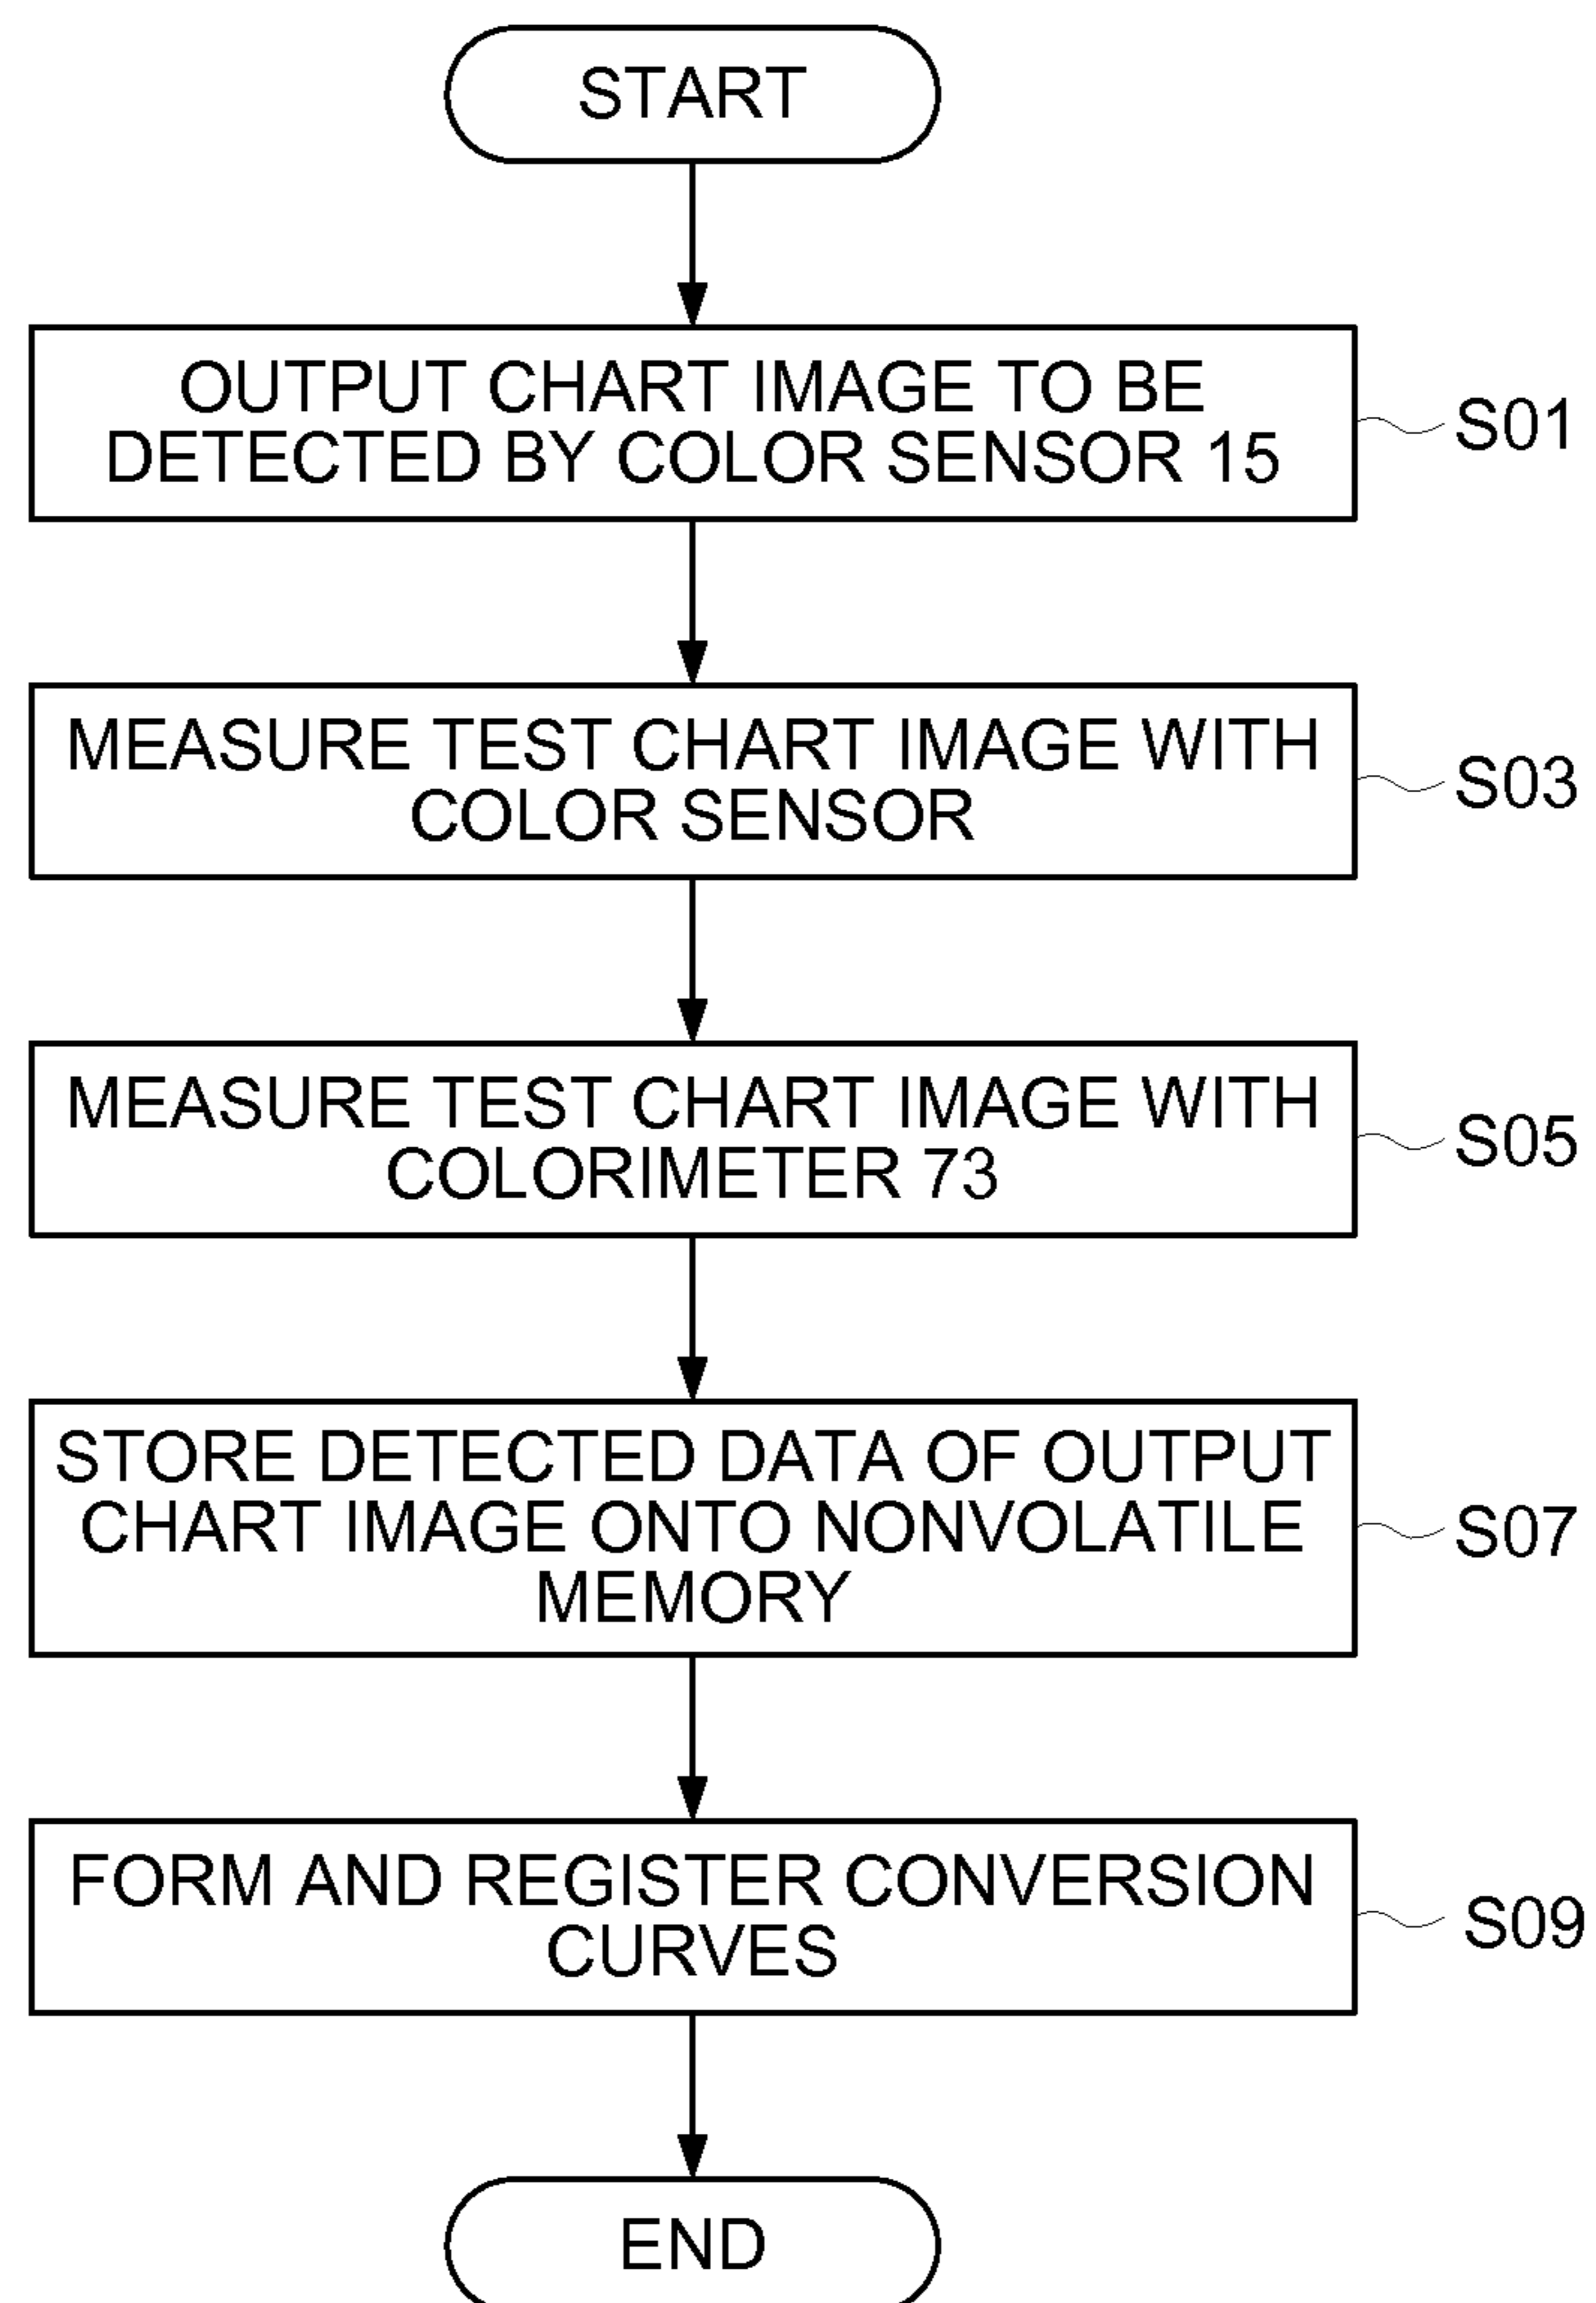 START
OUTPUT CHART IMAGE TO BE
DETECTED BY COLOR SENSOR 15
S01
MEASURE TEST CHART IMAGE WITH
COLOR SENSOR
S03
MEASURE TEST CHART IMAGE WITH
COLORIMETER 73
S05
STORE DETECTED DATA OF OUTPUT
CHART IMAGE ONTO NONVOLATILE
MEMORY
S07
FORM AND REGISTER CONVERSION
CURVES
S09
END